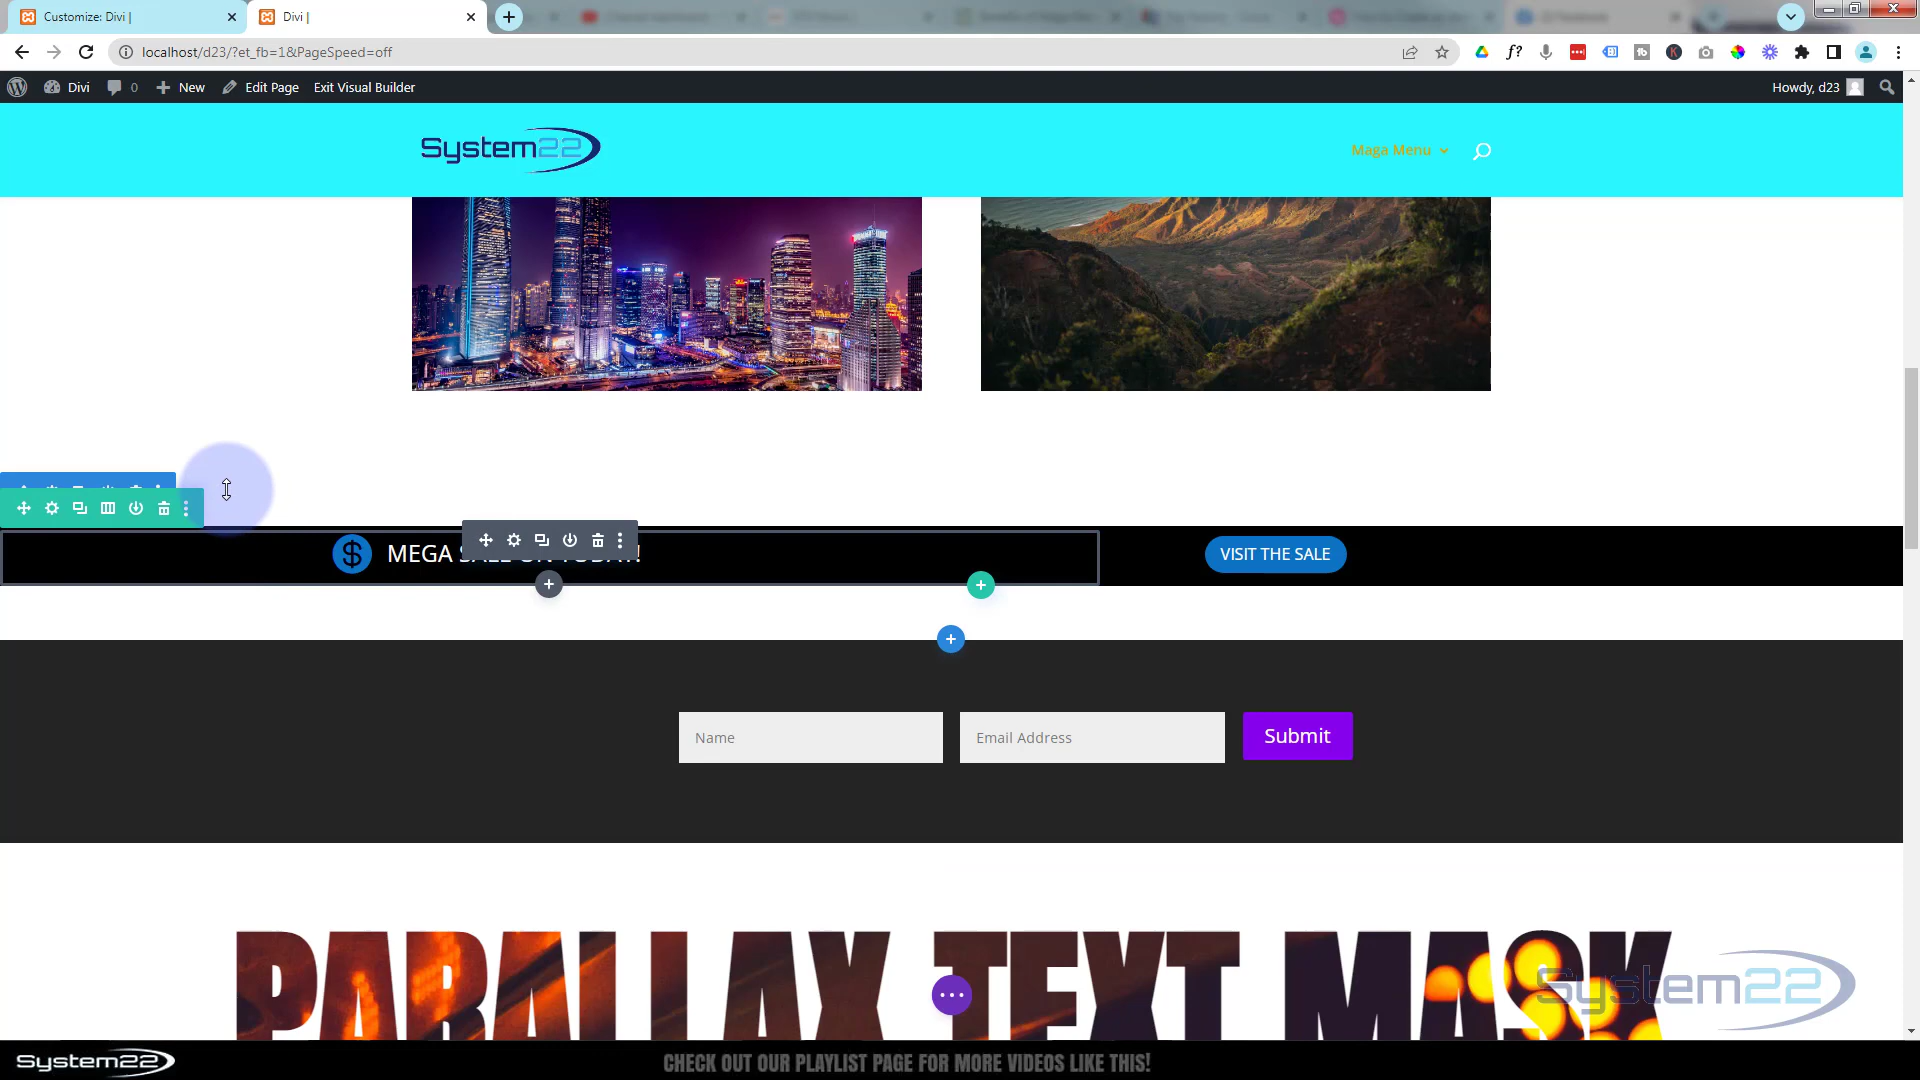 Customize: Divi |
Divi |
localhost/d23/?et_fb=1&PageSpeed=off
Divi
0
New
Edit Page
Exit Visual Builder
Howdy, d23
System22
Maga Menu
VISIT THE SALE
MEGA
Name
Email Address
Submit
PARALLAX TEXT MASK
System22
System22
CHECK OUT OUR PLAYLIST PAGE FOR MORE VIDEOS LIKE THIS!